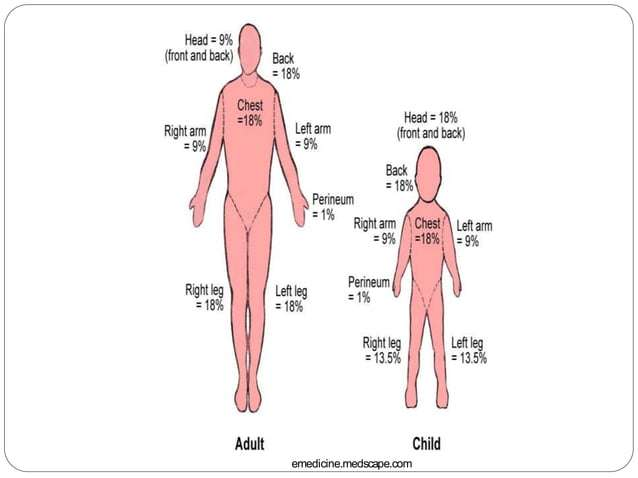 Head = 9%
(front and back)
Back
= 18%
Chest
=18%
Right arm
= 9%
Left arm
= 9%
Perineum
= 1%
Right leg
= 18%
Left leg
= 18%
Adult
Head = 18%
(front and back)
Back
= 18%
Right arm
= 9%
Chest
=18%
Left arm
= 9%
Perineum
= 1%
Right leg
= 13.5%
Left leg
= 13.5%
Child
emedicine.medscape.com